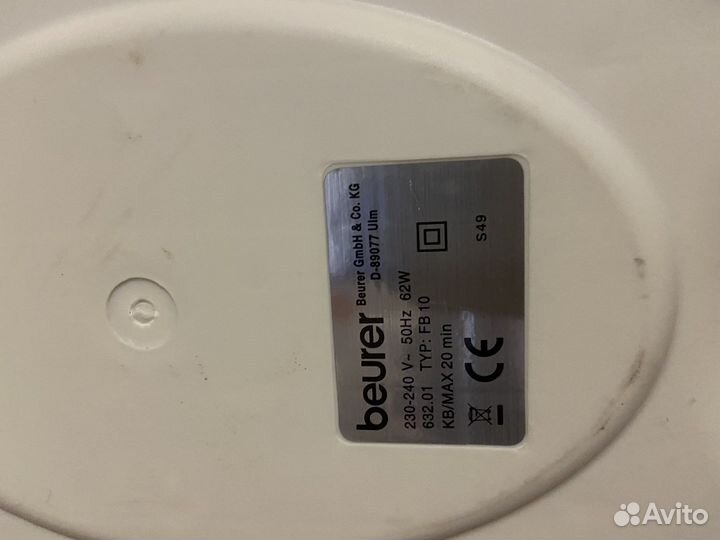 beurer Beurer GmbH & Co. KG
D-89077 Ulm
230-240 V~ 50Hz 62W
632.01 TYP: FB 10
KB/MAX 20 min
CE
S49
Avito